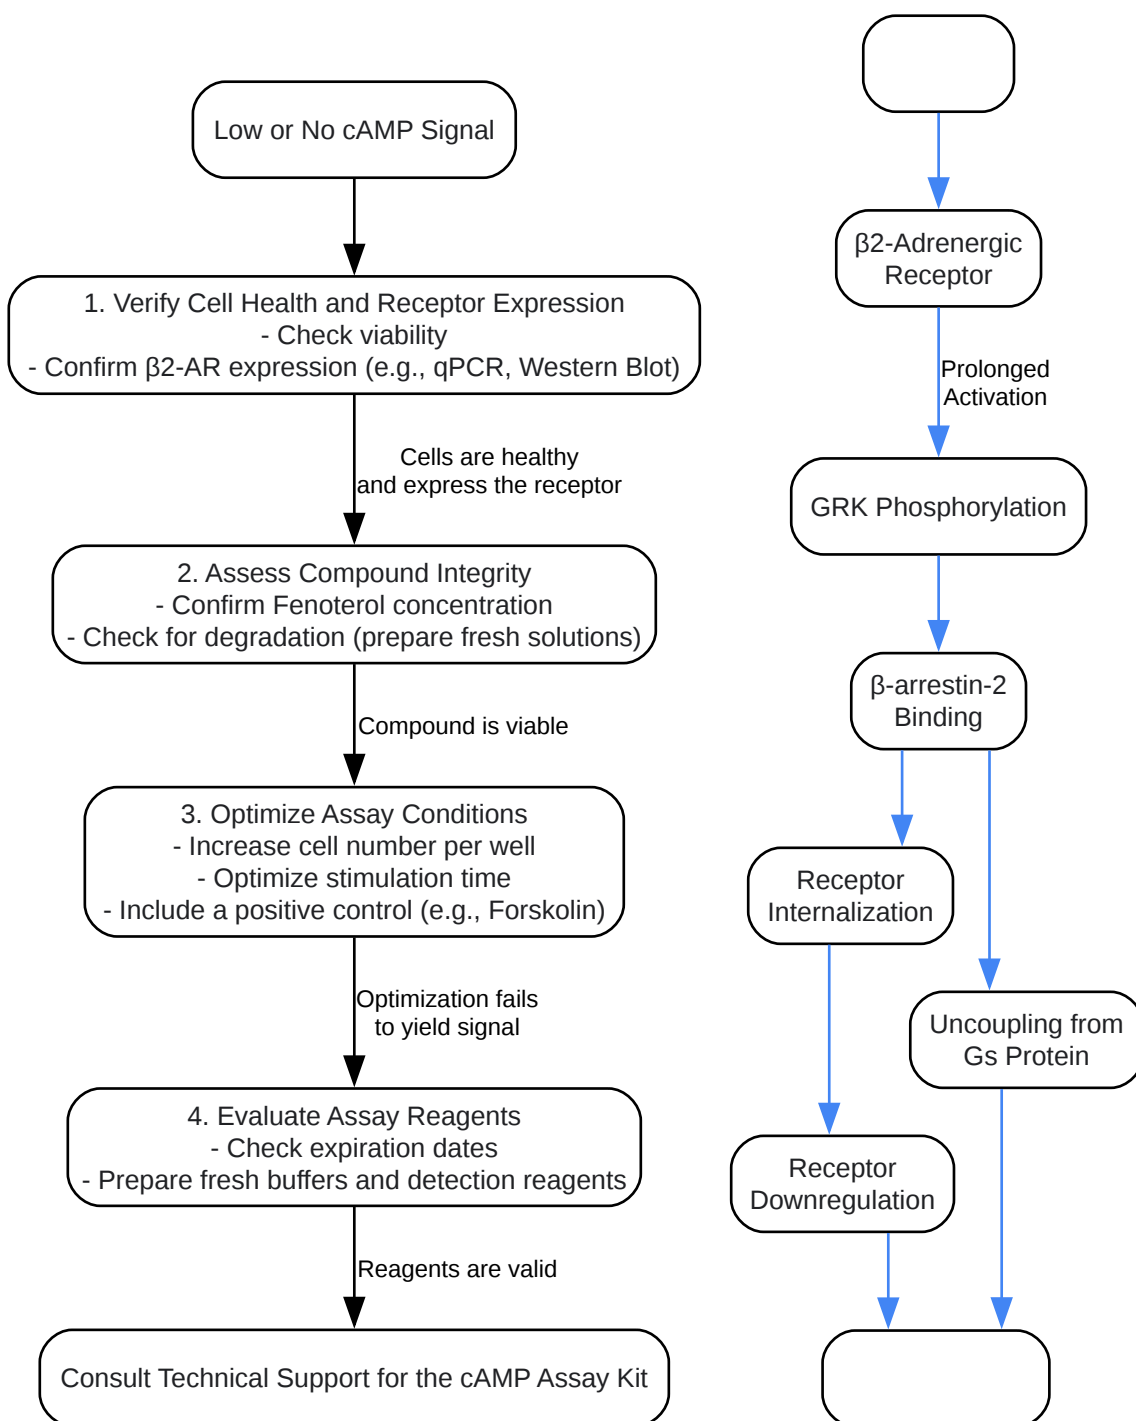 Low or No cAMP Signal
1. Verify Cell Health and Receptor Expression
- Check viability
- Confirm β2-AR expression (e.g., qPCR, Western Blot)
Cells are healthy
and express the receptor
2. Assess Compound Integrity
- Confirm Fenoterol concentration
- Check for degradation (prepare fresh solutions)
Compound is viable
3. Optimize Assay Conditions
- Increase cell number per well
- Optimize stimulation time
- Include a positive control (e.g., Forskolin)
Optimization fails
to yield signal
4. Evaluate Assay Reagents
- Check expiration dates
- Prepare fresh buffers and detection reagents
Reagents are valid
Consult Technical Support for the cAMP Assay Kit
β2-Adrenergic
Receptor
Prolonged
Activation
GRK Phosphorylation
β-arrestin-2
Binding
Receptor
Internalization
Uncoupling from
Gs Protein
Receptor
Downregulation